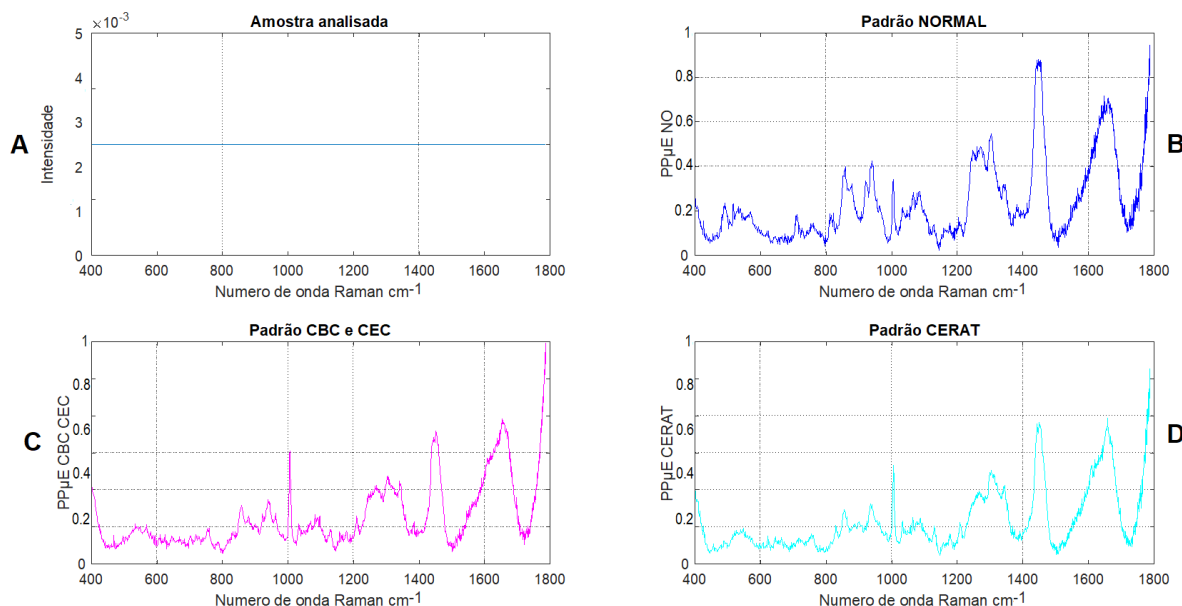 Amostra analisada
×10-3
5
4
3
2
1
0
Intensidade
A
400 600 800 1000 1200 1400 1600 1800
Numero de onda Raman cm-1
Padrão NORMAL
1
0.8
0.6
0.4
0.2
0
PPµE NO
B
400 600 800 1000 1200 1400 1600 1800
Numero de onda Raman cm-1
Padrão CBC e CEC
1
0.8
0.6
0.4
0.2
0
PPµE CBC CEC
C
400 600 800 1000 1200 1400 1600 1800
Numero de onda Raman cm-1
Padrão CERAT
1
0.8
0.6
0.4
0.2
0
PPµE CERAT
D
400 600 800 1000 1200 1400 1600 1800
Numero de onda Raman cm-1